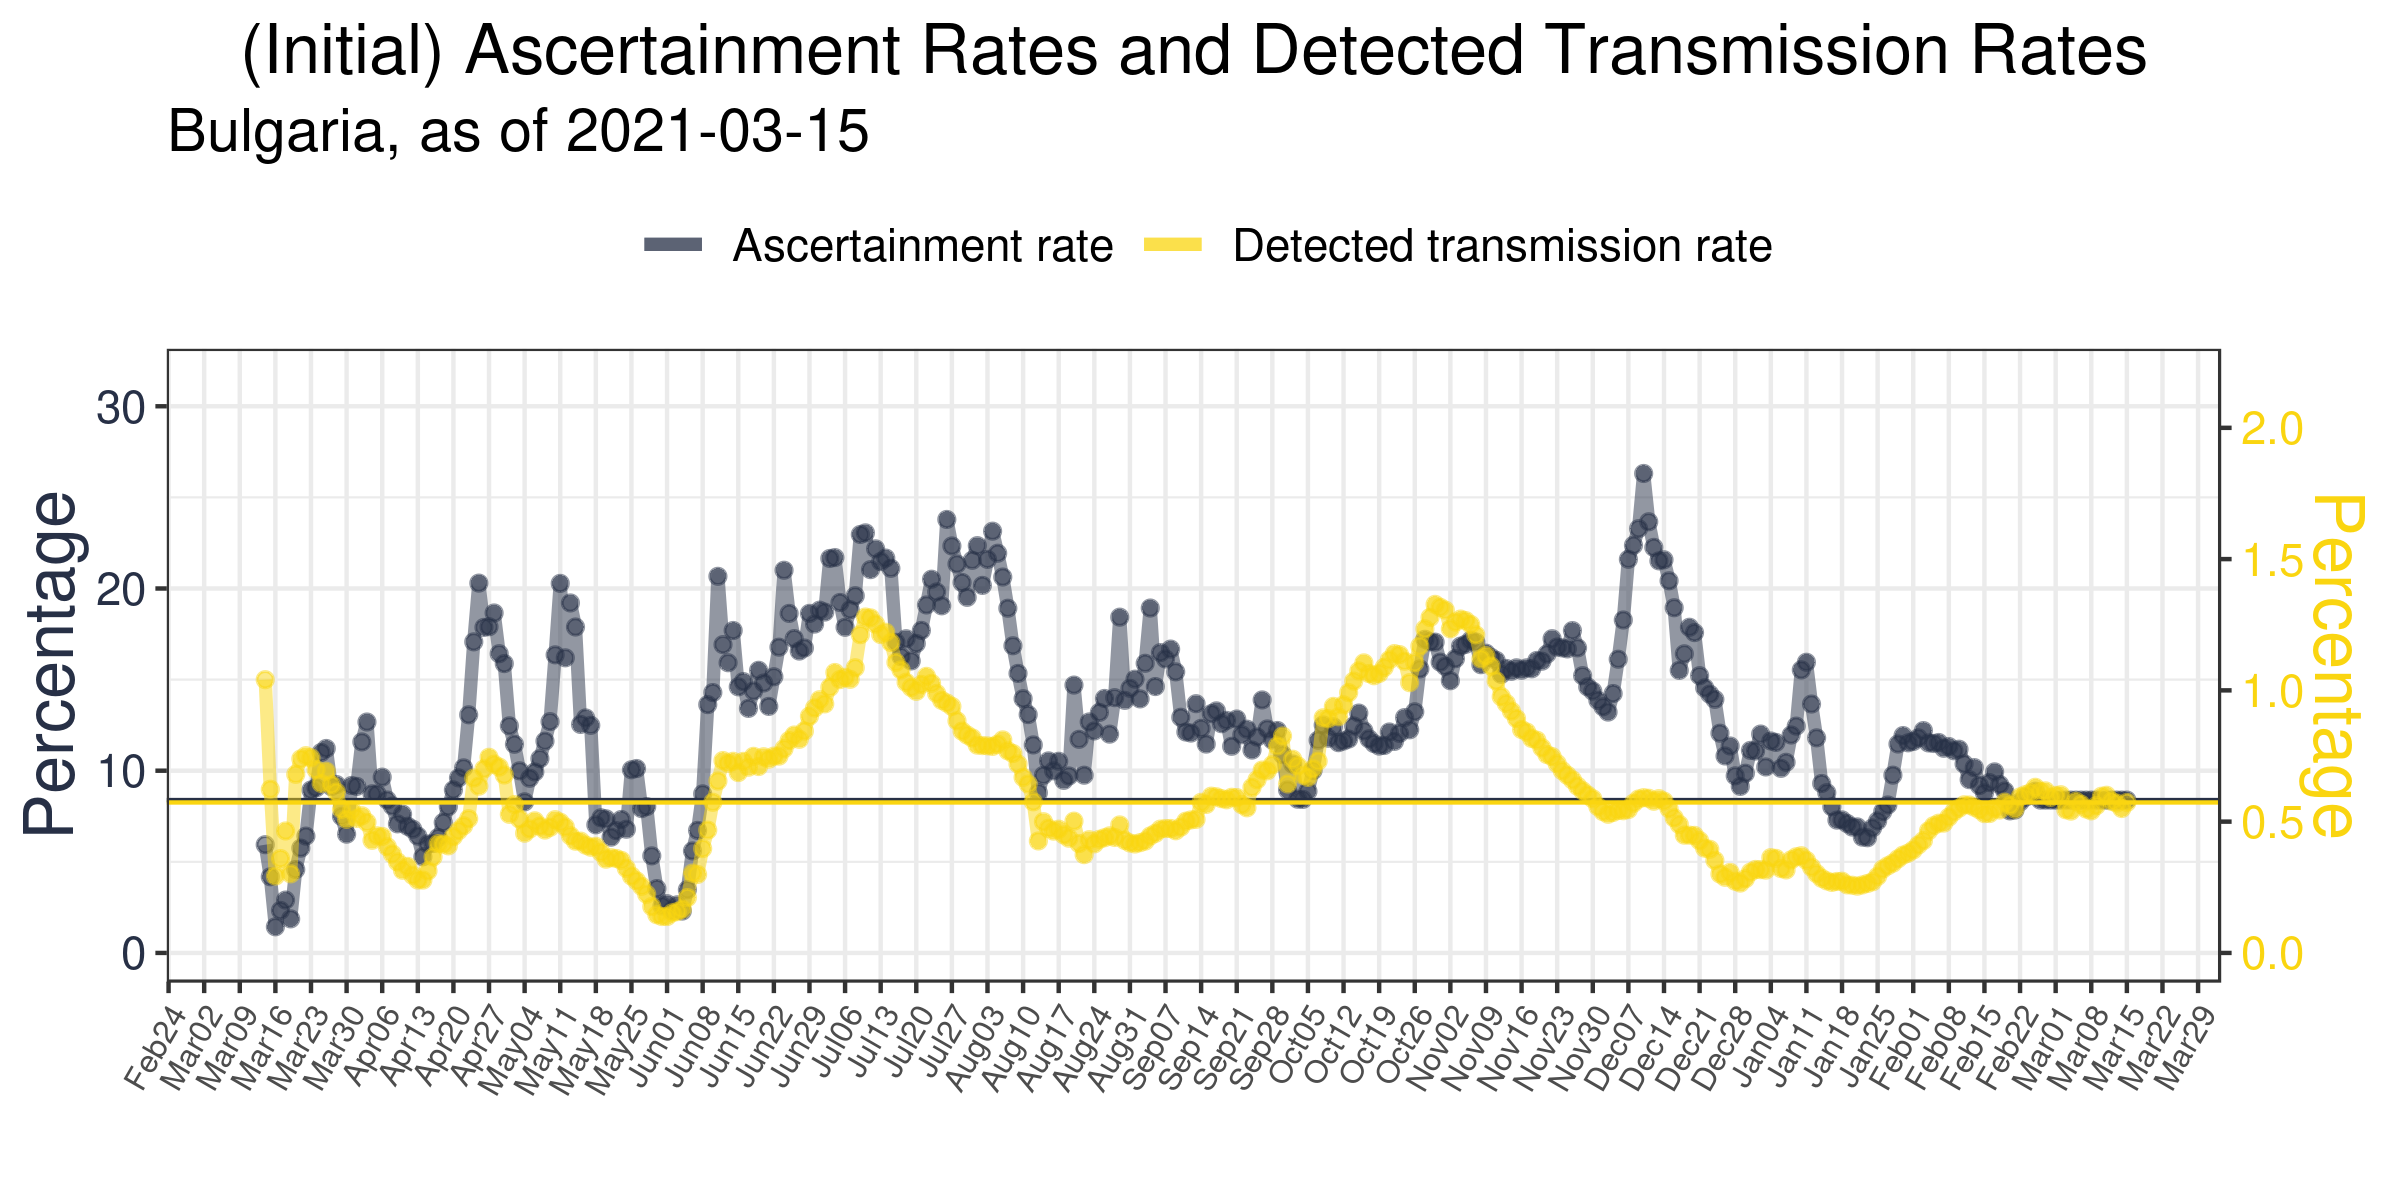 (Initial) Ascertainment Rates and Detected Transmission Rates
Bulgaria, as of 2021-03-15
Ascertainment rate
Detected transmission rate
Percentage
30
20
10
0
2.0
1.5
1.0
0.5
0.0
Percentage
Feb24
Mar02
Mar09
Mar16
Mar23
Mar30
Apr06
Apr13
Apr20
Apr27
May04
May11
May18
May25
Jun01
Jun08
Jun15
Jun22
Jun29
Jul06
Jul13
Jul20
Jul27
Aug03
Aug10
Aug17
Aug24
Aug31
Sep07
Sep14
Sep21
Sep28
Oct05
Oct12
Oct19
Oct26
Nov02
Nov09
Nov16
Nov23
Nov30
Dec07
Dec14
Dec21
Dec28
Jan04
Jan11
Jan18
Jan25
Feb01
Feb08
Feb15
Feb22
Mar01
Mar08
Mar15
Mar22
Mar29